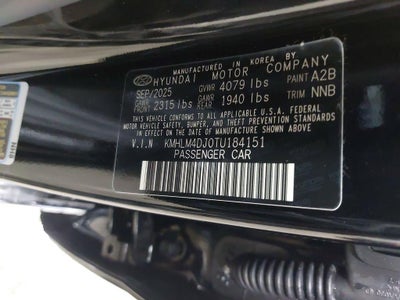 MANUFACTURED IN KOREA BY
HYUNDAI MOTOR COMPANY
SEP/2025 GVWR 4079 lbs PAINT A2B
GAWR FRONT 2315 lbs GAWR REAR 1940 lbs TRIM NNB
THIS VEHICLE CONFORMS TO ALL APPLICABLE U.S.A. FEDERAL MOTOR
VEHICLE SAFETY, BUMPER, AND THEFT PREVENTION STANDARDS
IN EFFECT ON THE DATE OF MANUFACTURE SHOWN ABOVE.
V.I.N KMHLM4DJ0TU184151
PASSENGER CAR